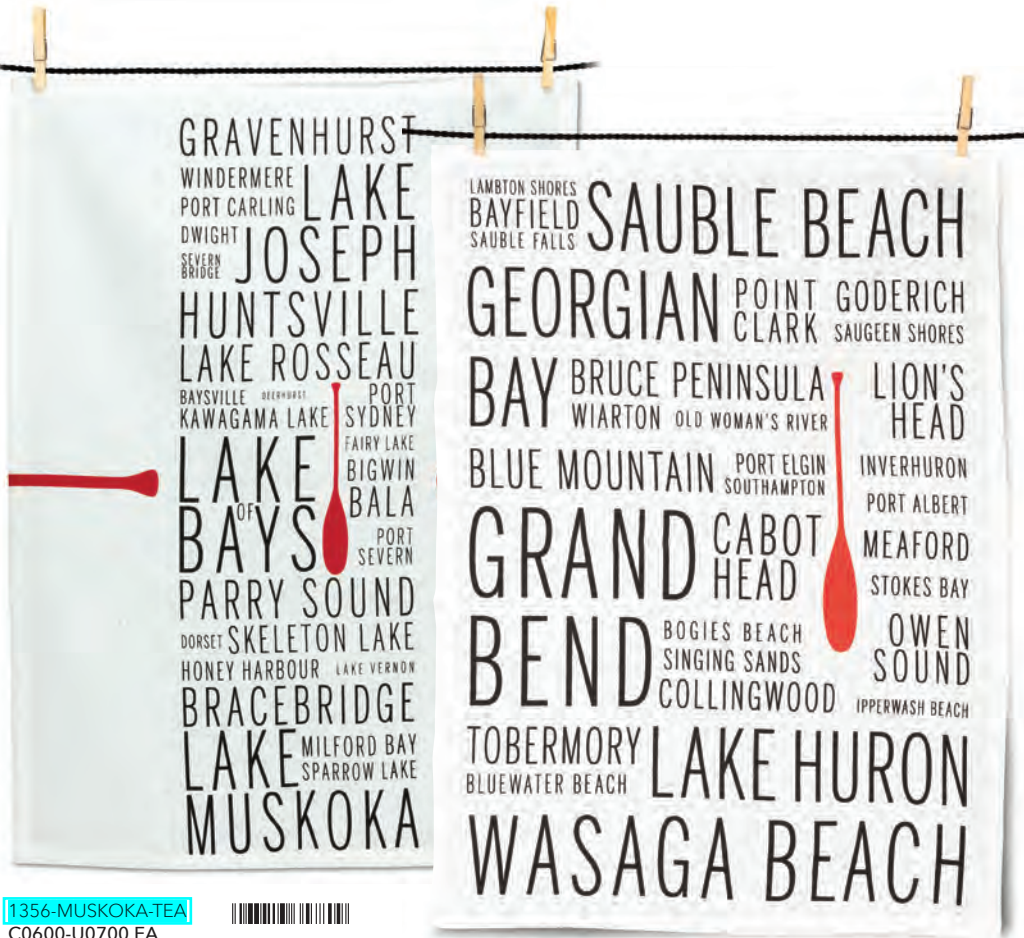 GRAVENHURST
WINDERMERE
PORT CARLING
LAKE
DWIGHT
SEVERN
BRIDGE
JOSEPH
HUNTSVILLE
LAKE ROSSEAU
BAYSVILLE DEERHURST
PORT
SYDNEY
KAWAGAMA LAKE
LAKE
OF
BAYS
FAIRY LAKE
BIGWIN
BALA
PORT
SEVERN
PARRY SOUND
DORSET SKELETON LAKE
HONEY HARBOUR LAKE VERNON
BRACEBRIDGE
LAKE
MILFORD BAY
SPARROW LAKE
MUSKOKA
LAMBTON SHORES
BAYFIELD
SAUBLE FALLS
SAUBLE BEACH
GEORGIAN
POINT
CLARK
GODERICH
SAUGEEN SHORES
BAY
BRUCE PENINSULA
WIARTON OLD WOMAN'S RIVER
LION'S
HEAD
BLUE MOUNTAIN
PORT ELGIN
SOUTHAMPTON
INVERHURON
PORT ALBERT
GRAND
CABOT
HEAD
MEAFORD
STOKES BAY
BEND
BOGIES BEACH
SINGING SANDS
COLLINGWOOD
OWEN
SOUND
IPPERWASH BEACH
TOBERMORY
BLUEWATER BEACH
LAKE HURON
WASAGA BEACH
1356-MUSKOKA-TEA
C0600-U0700 EA